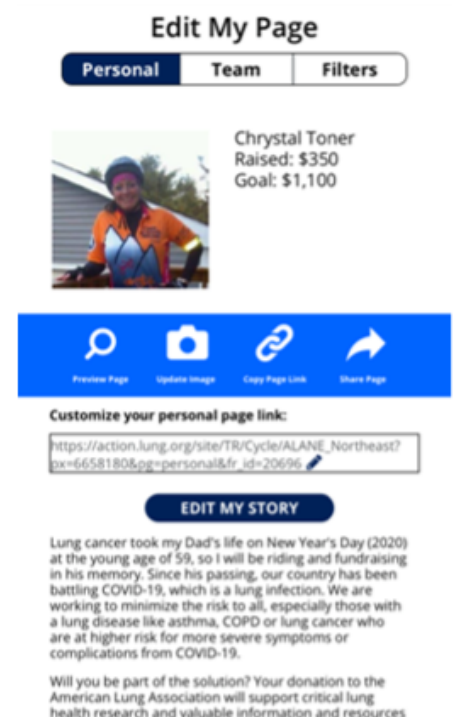 Edit My Page
Personal Team Filters
Chrystal Toner
Raised: $350
Goal: $1,100
Preview Page Update Image Copy Page Link Share Page
Customize your personal page link:
https://action.lung.org/site/TR/Cycle/ALANE_Northeast?
px=6658180&pg=personal&fr_id=20696
EDIT MY STORY
Lung cancer took my Dad's life on New Year's Day (2020)
at the young age of 59, so I will be riding and fundraising
in his memory. Since his passing, our country has been
battling COVID-19, which is a lung infection. We are
working to minimize the risk to all, especially those with
a lung disease like asthma, COPD or lung cancer who
are at higher risk for more severe symptoms or
complications from COVID-19.
Will you be part of the solution? Your donation to the
American Lung Association will support critical lung
health research and valuable information and resources